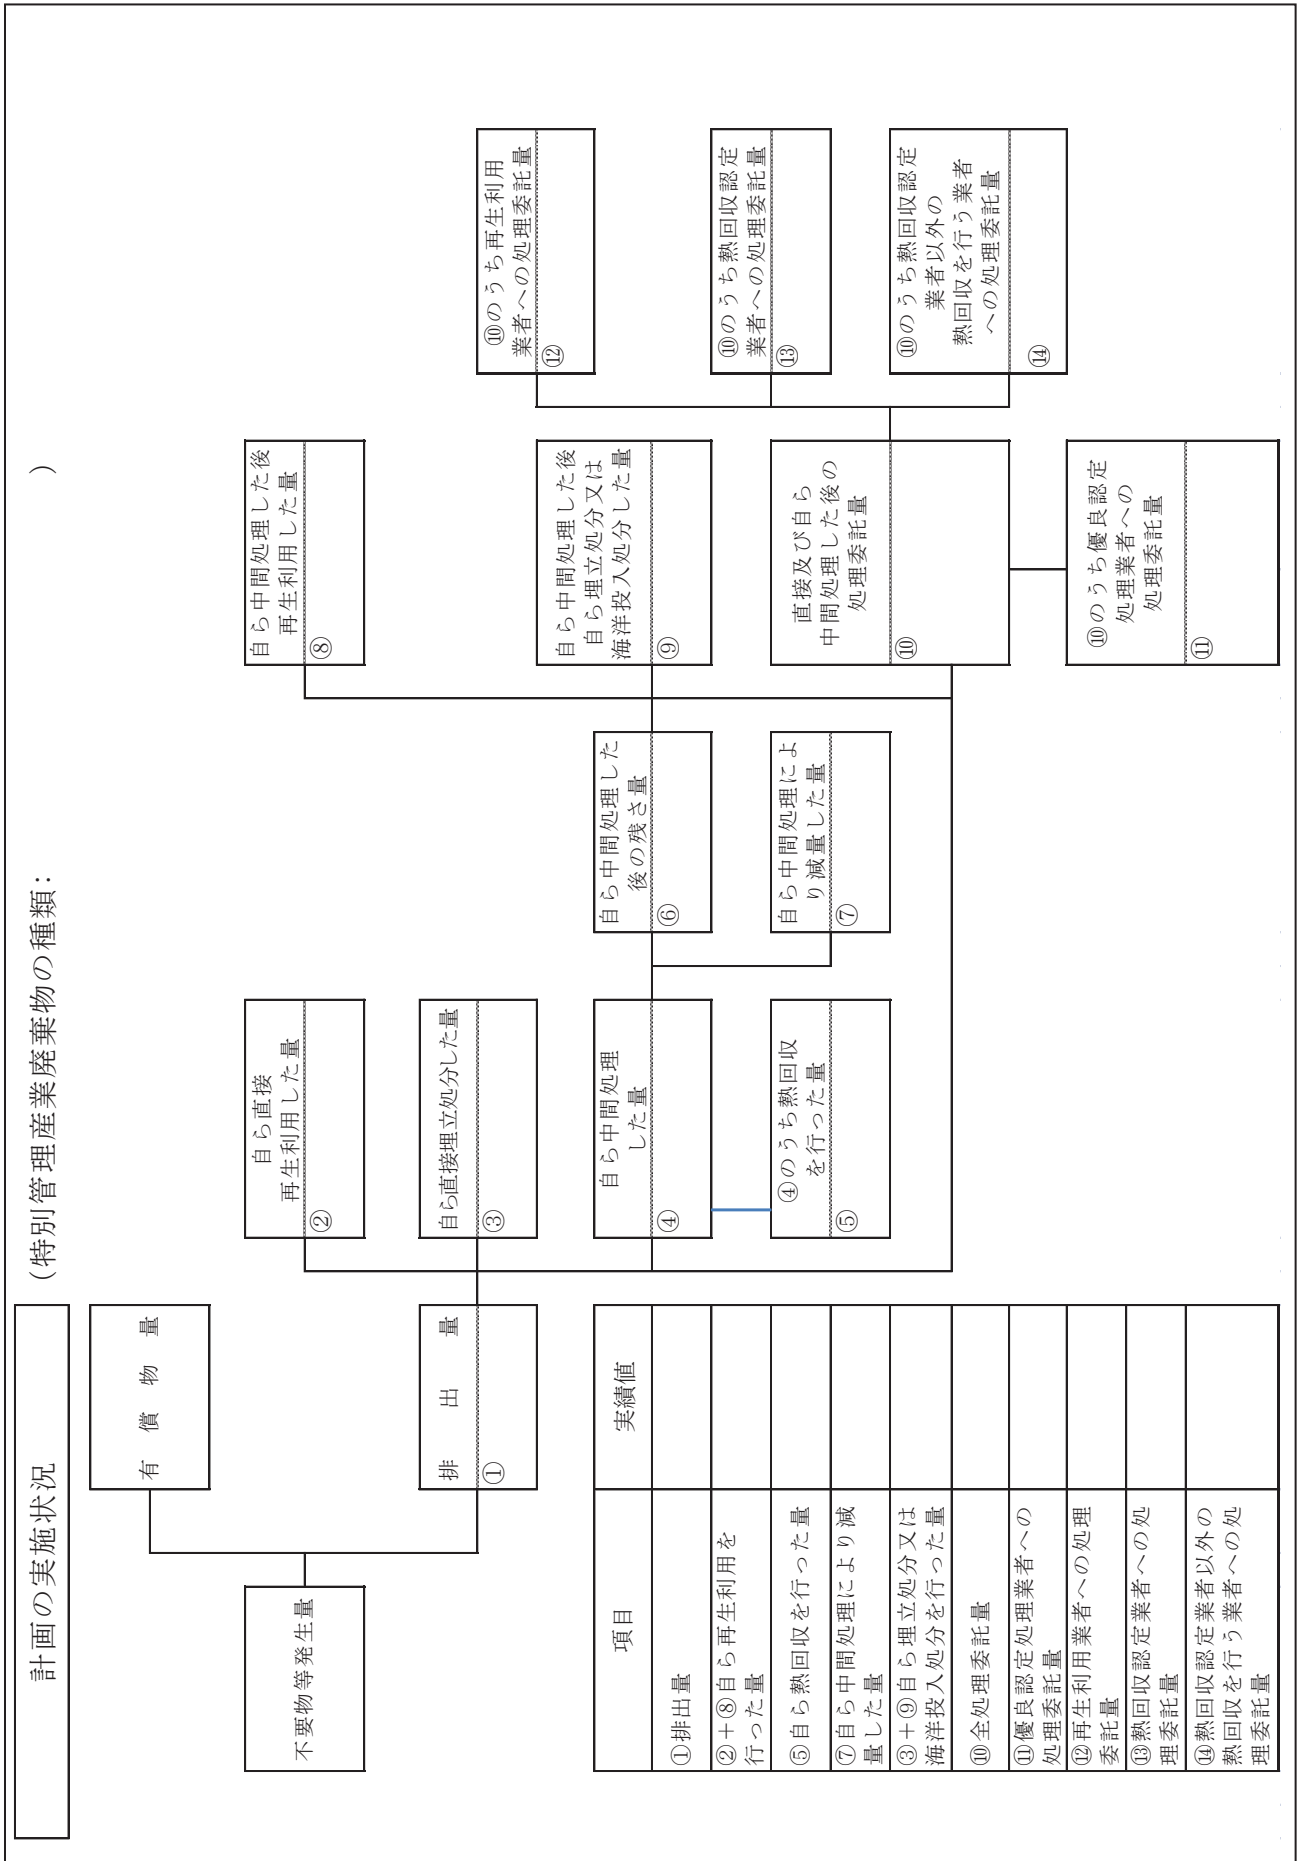 計画の実施状況
（特別管理産業廃棄物の種類：　　　　　　　　　　　　）
有償物量
不要物等発生量
排出量
①
自ら直接
再生利用した量
②
自ら直接埋立処分した量
③
自ら中間処理
した量
④
④のうち熱回収
を行った量
⑤
自ら中間処理した
後の残さ量
⑥
自ら中間処理によ
り減量した量
⑦
自ら中間処理した後
再生利用した量
⑧
自ら中間処理した後
自ら埋立処分又は
海洋投入処分した量
⑨
直接及び自ら
中間処理した後の
処理委託量
⑩
⑩のうち優良認定
処理業者への
処理委託量
⑪
⑩のうち再生利用
業者への処理委託量
⑫
⑩のうち熱回収認定
業者への処理委託量
⑬
⑩のうち熱回収認定
業者以外の
熱回収を行う業者
への処理委託量
⑭
項目
実績値
①排出量
②＋⑧自ら再生利用を
行った量
⑤自ら熱回収を行った量
⑦自ら中間処理により減
量した量
③＋⑨自ら埋立処分又は
海洋投入処分を行った量
⑩全処理委託量
⑪優良認定処理業者への
処理委託量
⑫再生利用業者への処理
委託量
⑬熱回収認定業者への処
理委託量
⑭熱回収認定業者以外の
熱回収を行う業者への処
理委託量